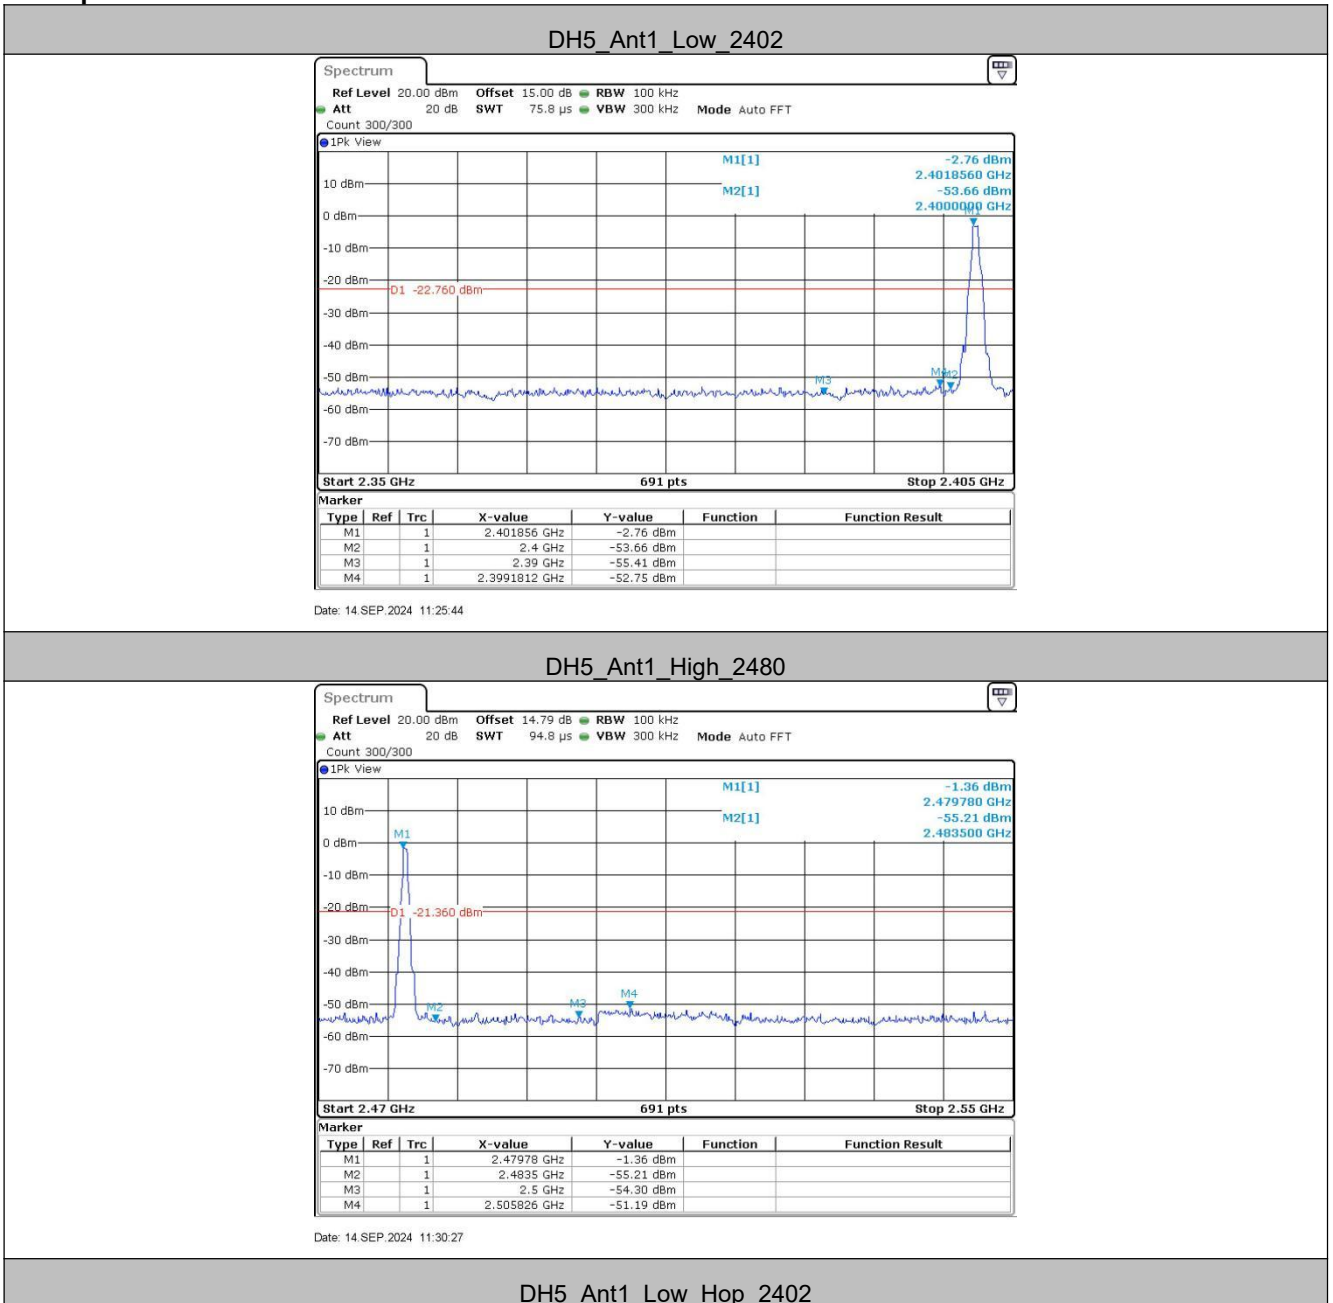 DH5_Ant1_Low_2402
Spectrum
Ref Level 20.00 dBm Offset 15.00 dB RBW 100 kHz
Att 20 dB SWT 75.8 µs VBW 300 kHz Mode Auto FFT
Count 300/300
1Pk View
M1[1] -2.76 dBm
2.4018560 GHz
M2[1] -53.66 dBm
2.4000000 GHz
M1
10 dBm
0 dBm
-10 dBm
-20 dBm
D1 -22.760 dBm
-30 dBm
-40 dBm
-50 dBm
M3 M4 M2
-60 dBm
-70 dBm
Start 2.35 GHz 691 pts Stop 2.405 GHz
Marker
Type Ref Trc X-value Y-value Function Function Result
M1 1 2.401856 GHz -2.76 dBm
M2 1 2.4 GHz -53.66 dBm
M3 1 2.39 GHz -55.41 dBm
M4 1 2.3991812 GHz -52.75 dBm
Date: 14.SEP.2024 11:25:44
DH5_Ant1_High_2480
Spectrum
Ref Level 20.00 dBm Offset 14.79 dB RBW 100 kHz
Att 20 dB SWT 94.8 µs VBW 300 kHz Mode Auto FFT
Count 300/300
1Pk View
M1[1] -1.36 dBm
2.479780 GHz
M2[1] -55.21 dBm
2.483500 GHz
10 dBm
M1
0 dBm
-10 dBm
-20 dBm
D1 -21.360 dBm
-30 dBm
-40 dBm
-50 dBm
M2 M3 M4
-60 dBm
-70 dBm
Start 2.47 GHz 691 pts Stop 2.55 GHz
Marker
Type Ref Trc X-value Y-value Function Function Result
M1 1 2.47978 GHz -1.36 dBm
M2 1 2.4835 GHz -55.21 dBm
M3 1 2.5 GHz -54.30 dBm
M4 1 2.505826 GHz -51.19 dBm
Date: 14.SEP.2024 11:30:27
DH5_Ant1_Low_Hop_2402